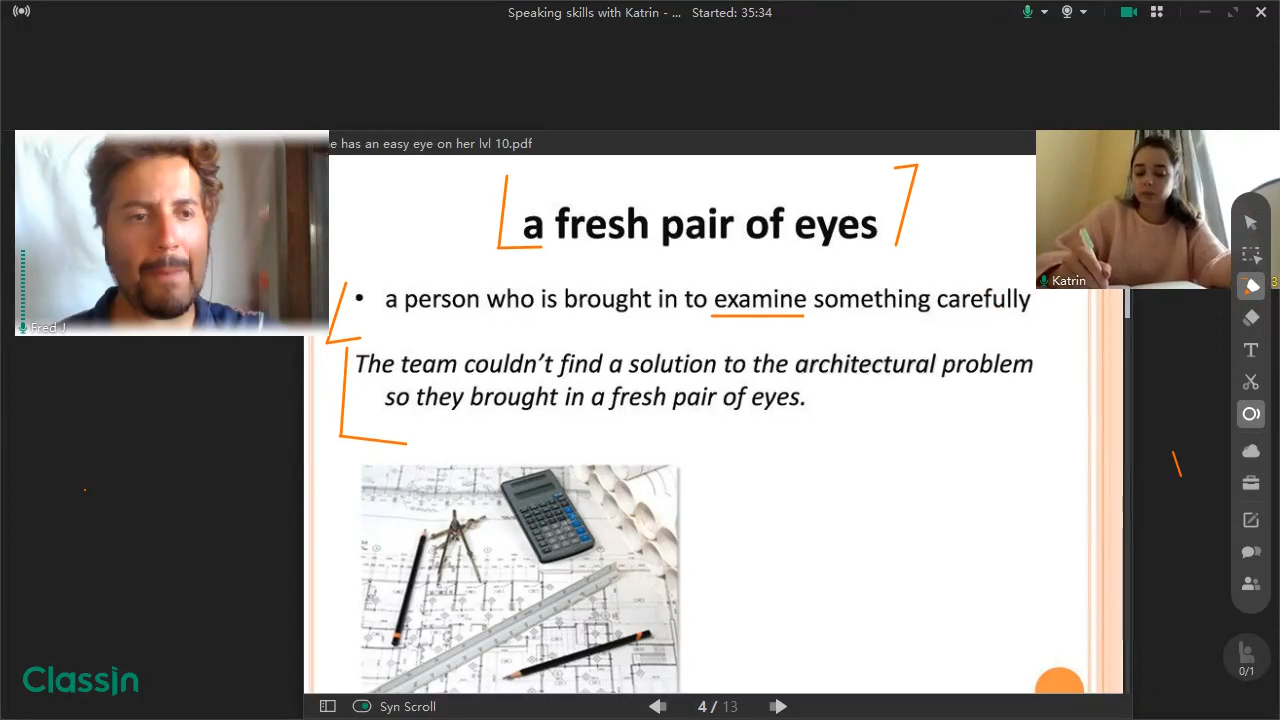 Speaking skills with Katrin - ... Started: 35:34
e has an easy eye on her lvl 10.pdf
a fresh pair of eyes
• a person who is brought in to examine something carefully
The team couldn't find a solution to the architectural problem
so they brought in a fresh pair of eyes.
Fred J
Katrin
3
T
0/1
ClassIn
Syn Scroll
4 / 13